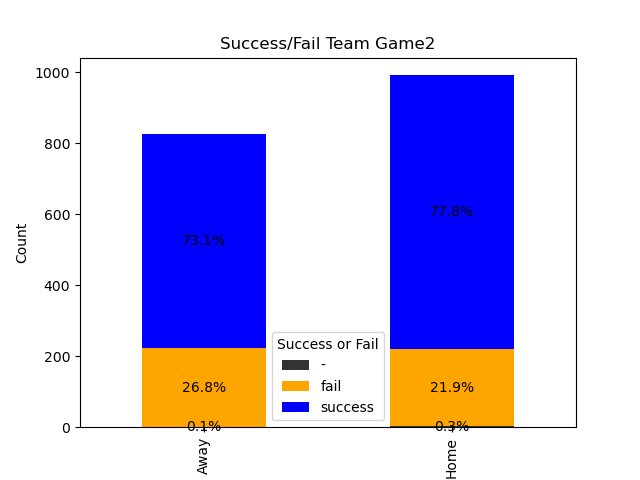 Success/Fail Team Game2
1000
800
600
400
200
0
Count
73.1%
26.8%
0.1%
77.8%
21.9%
0.3%
Success or Fail
-
fail
success
Away
Home